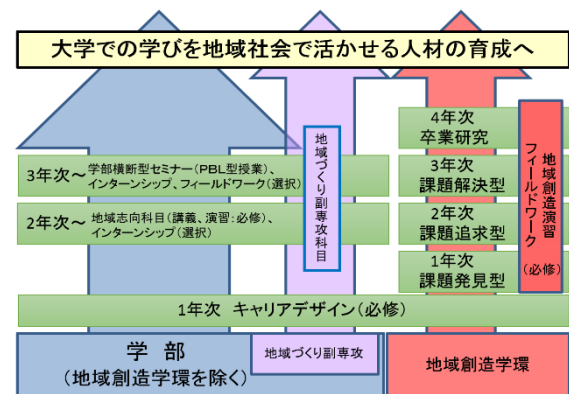 大学での学びを地域社会で活かせる人材の育成へ
地域づくり副専攻科目
4年次
卒業研究
3年次
課題解決型
2年次
課題追求型
1年次
課題発見型
地域創造演習
フィールドワーク
(必修)
3年次~ 学部横断型セミナー(PBL型授業)、
インターンシップ、フィールドワーク(選択)
2年次~ 地域志向科目(講義、演習:必修)、
インターンシップ(選択)
1年次 キャリアデザイン(必修)
学 部
(地域創造学環を除く)
地域づくり副専攻
地域創造学環